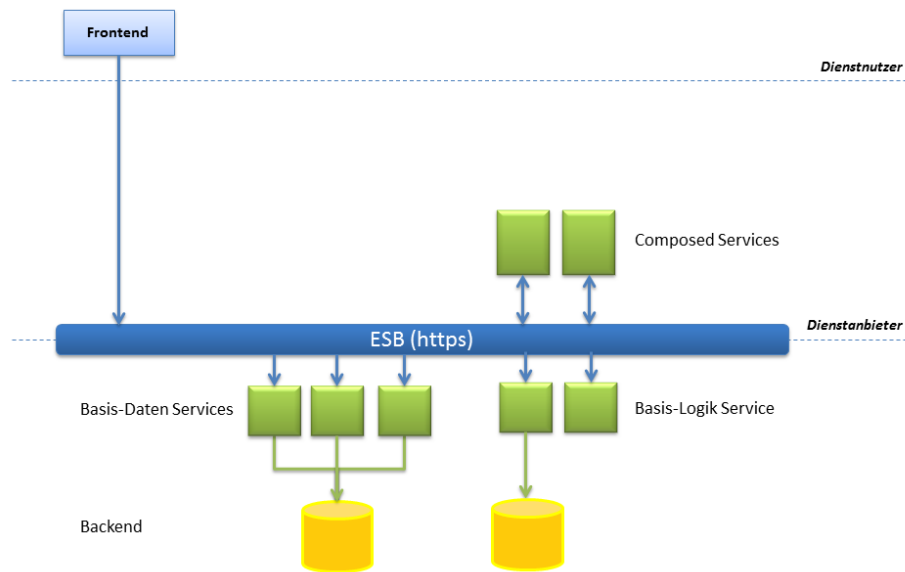 Frontend
Dienstnutzer
Composed Services
Dienstanbieter
ESB (https)
Basis-Daten Services
Basis-Logik Service
Backend